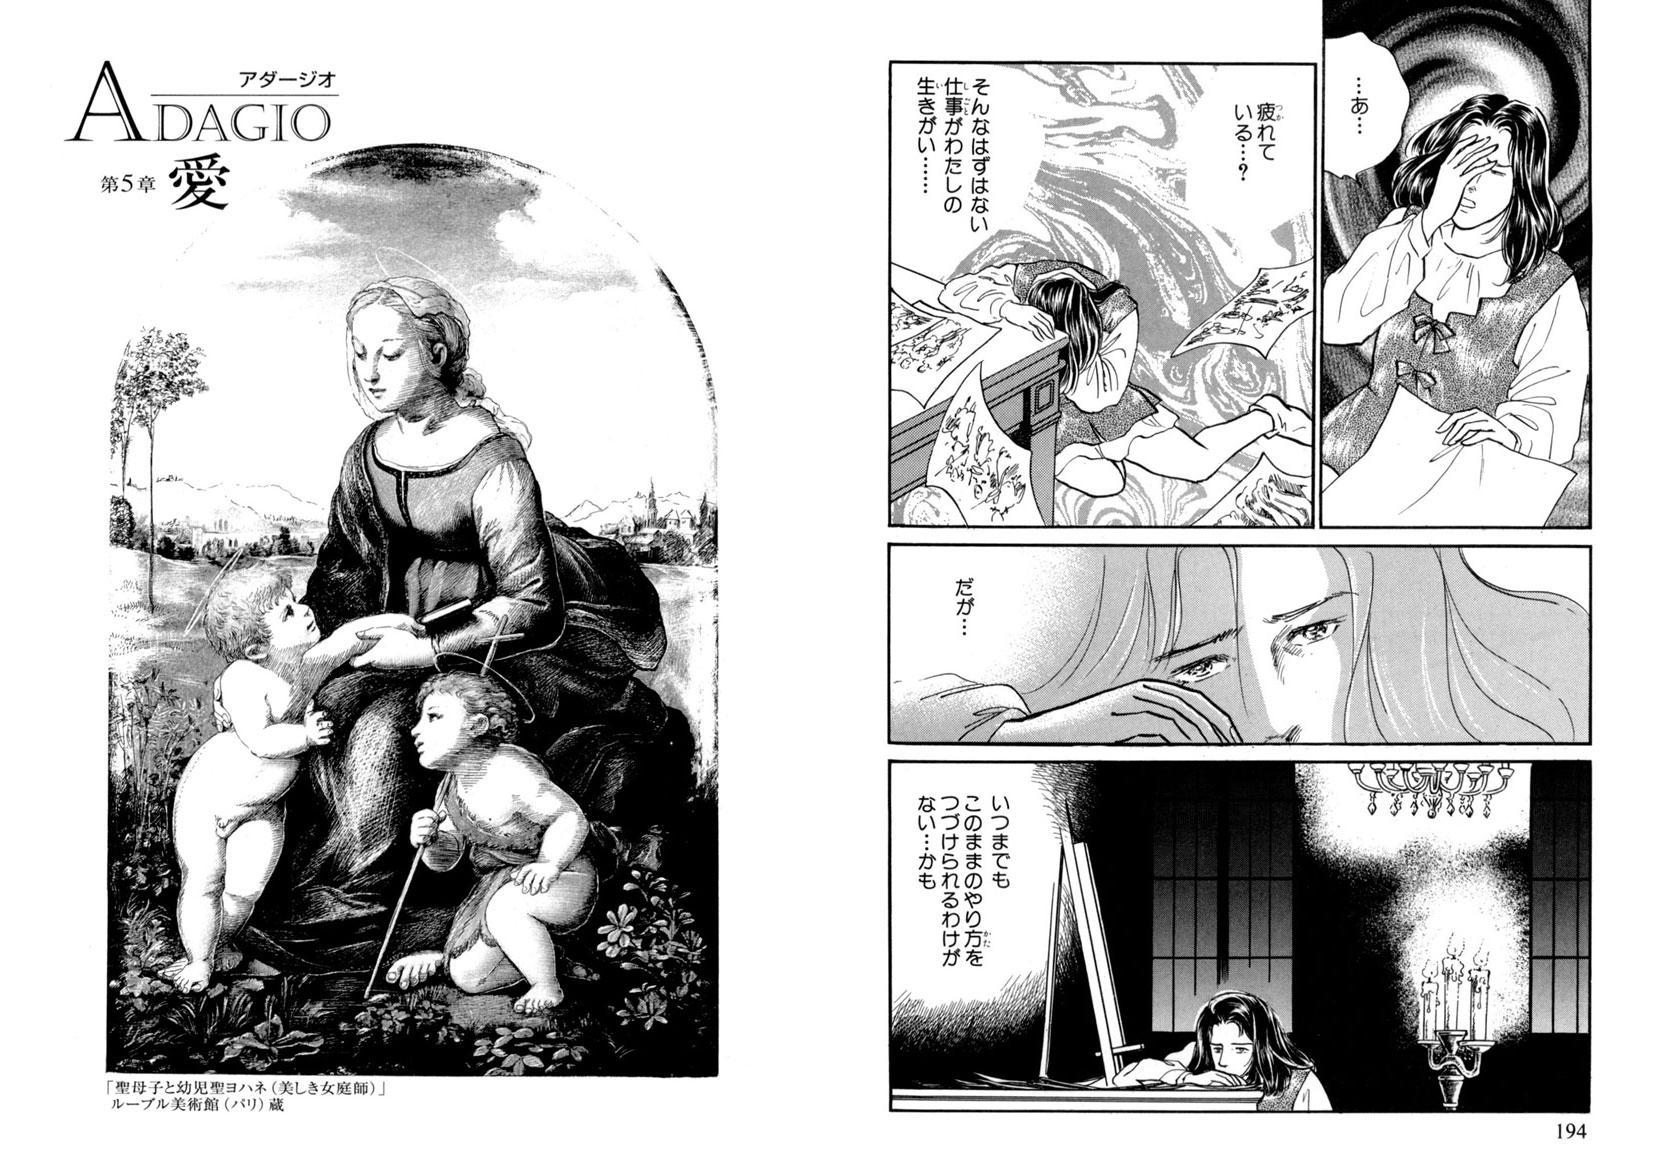 …あ…
疲れて
いる…?
そんなはずはない
仕事がわたしの
生きがい……
だが…
いつまでも
このままのやり方を
つづけられるわけが
ない…かも
194
アダージオ
ADAGIO
第5章 愛
「聖母子と幼児聖ヨハネ(美しき女庭師)」
ルーブル美術館(パリ)蔵